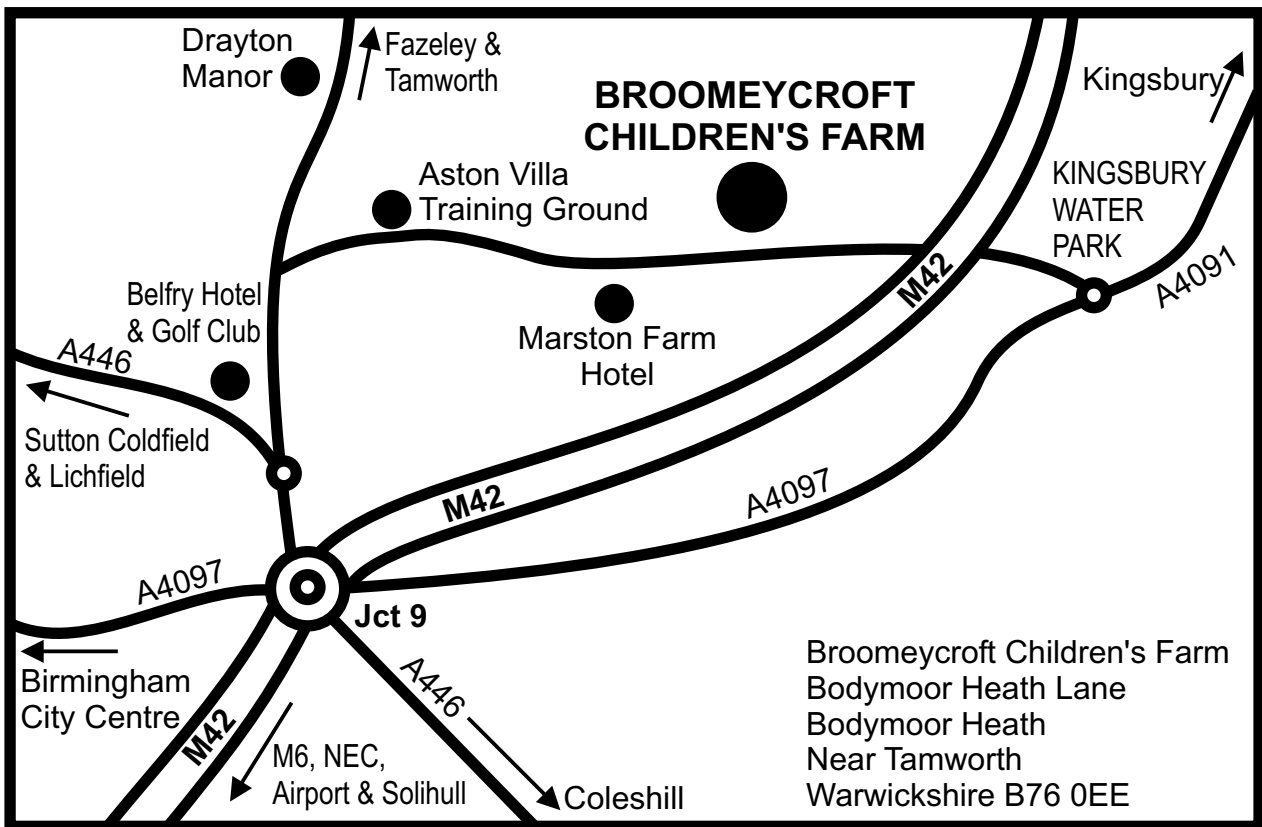 Drayton
Manor
Fazeley &
Tamworth
BROOMEYCROFT
CHILDREN'S FARM
Kingsbury
Aston Villa
Training Ground
KINGSBURY
WATER
PARK
Belfry Hotel
& Golf Club
M42
A4091
A446
Marston Farm
Hotel
Sutton Coldfield
& Lichfield
M42
A4097
A4097
Jct 9
Birmingham
City Centre
M42
A446
M6, NEC,
Airport & Solihull
Coleshill
Broomeycroft Children's Farm
Bodymoor Heath Lane
Bodymoor Heath
Near Tamworth
Warwickshire B76 0EE